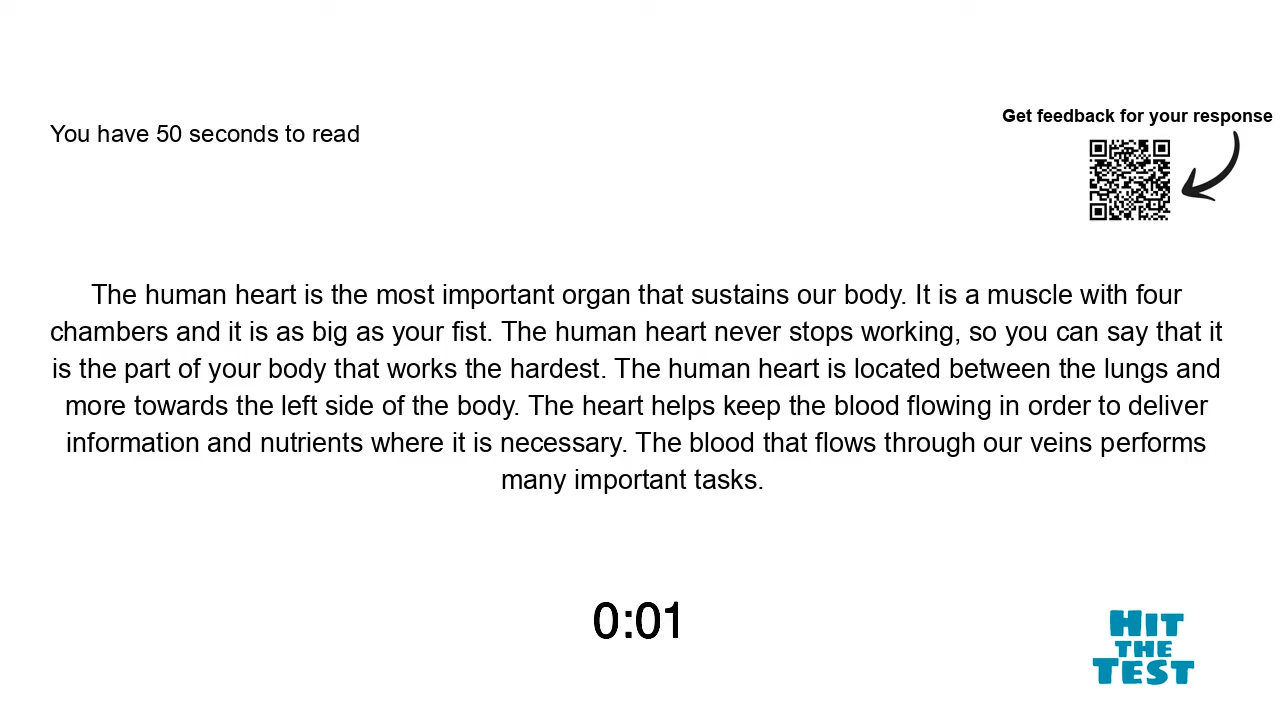 Get feedback for your response
You have 50 seconds to read
The human heart is the most important organ that sustains our body. It is a muscle with four
chambers and it is as big as your fist. The human heart never stops working, so you can say that it
is the part of your body that works the hardest. The human heart is located between the lungs and
more towards the left side of the body. The heart helps keep the blood flowing in order to deliver
information and nutrients where it is necessary. The blood that flows through our veins performs
many important tasks.
0:01
HIT
THE
TEST